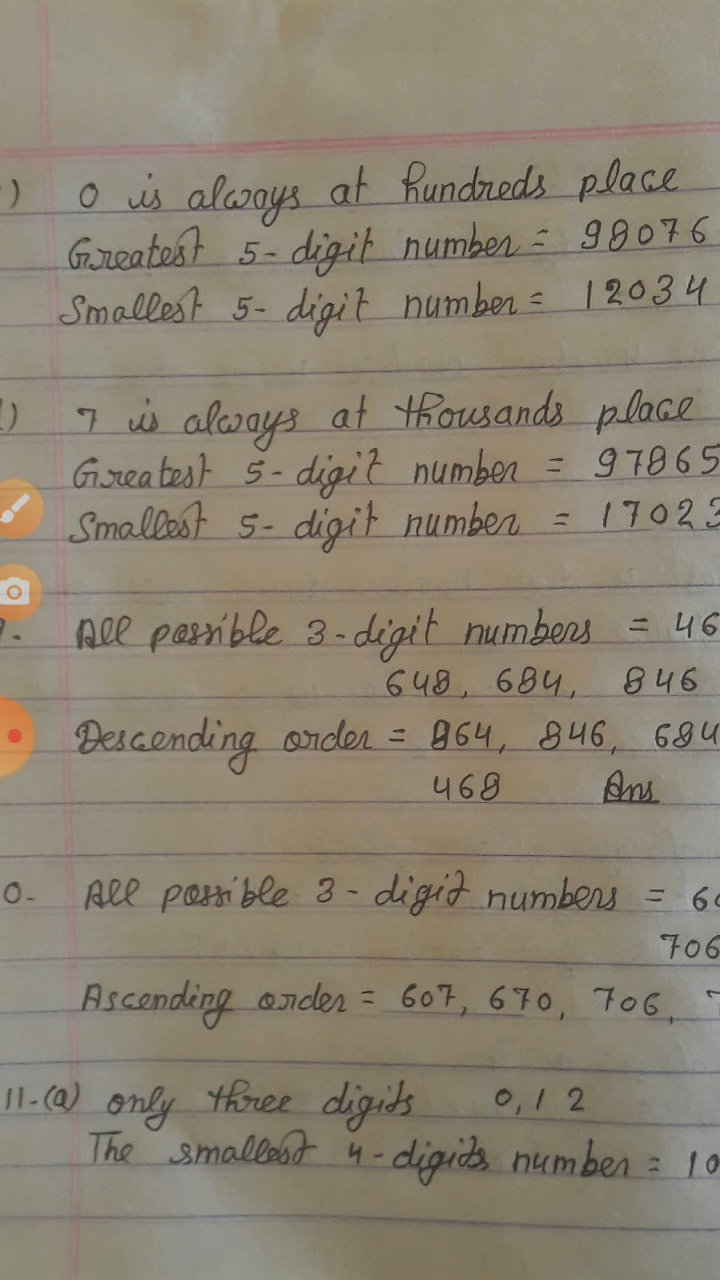 ) 0 is always at hundreds place
Greatest 5-digit number = 98076
Smallest 5-digit number = 12034
) 7 is always at thousands place
Greatest 5-digit number = 97865
Smallest 5-digit number = 17023
All possible 3-digit numbers = 46
648, 684, 846
Descending order = 864, 846, 684
468 Ans
0. All possible 3-digit numbers = 60
706
Ascending order = 607, 670, 706,
11.(a) only three digits 0,1 2
The smallest 4-digits number = 10